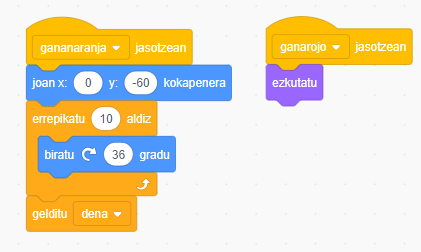 gananaranja jasotzean
joan x: 0 y: -60 kokapenera
errepikatu 10 aldiz
biratu 36 gradu
gelditu dena
ganarojo jasotzean
ezkutatu